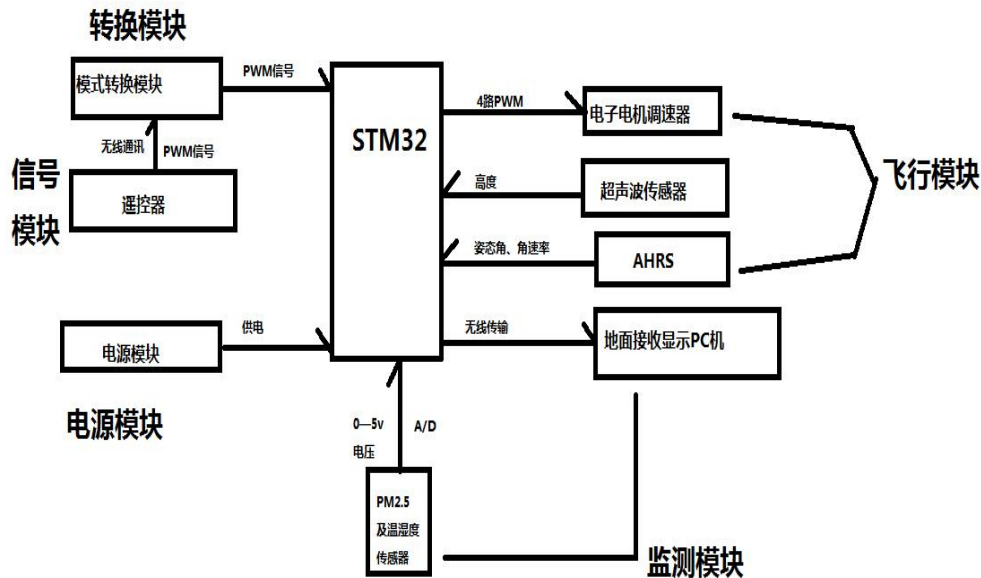 转换模块
模式转换模块
PWM信号
无线通讯
PWM信号
信号
模块
遥控器
STM32
4路PWM
电子电机调速器
高度
超声波传感器
飞行模块
姿态角、角速率
AHRS
供电
电源模块
电源模块
无线传输
地面接收显示PC机
0—5v
电压
A/D
PM2.5
及温湿度
传感器
监测模块